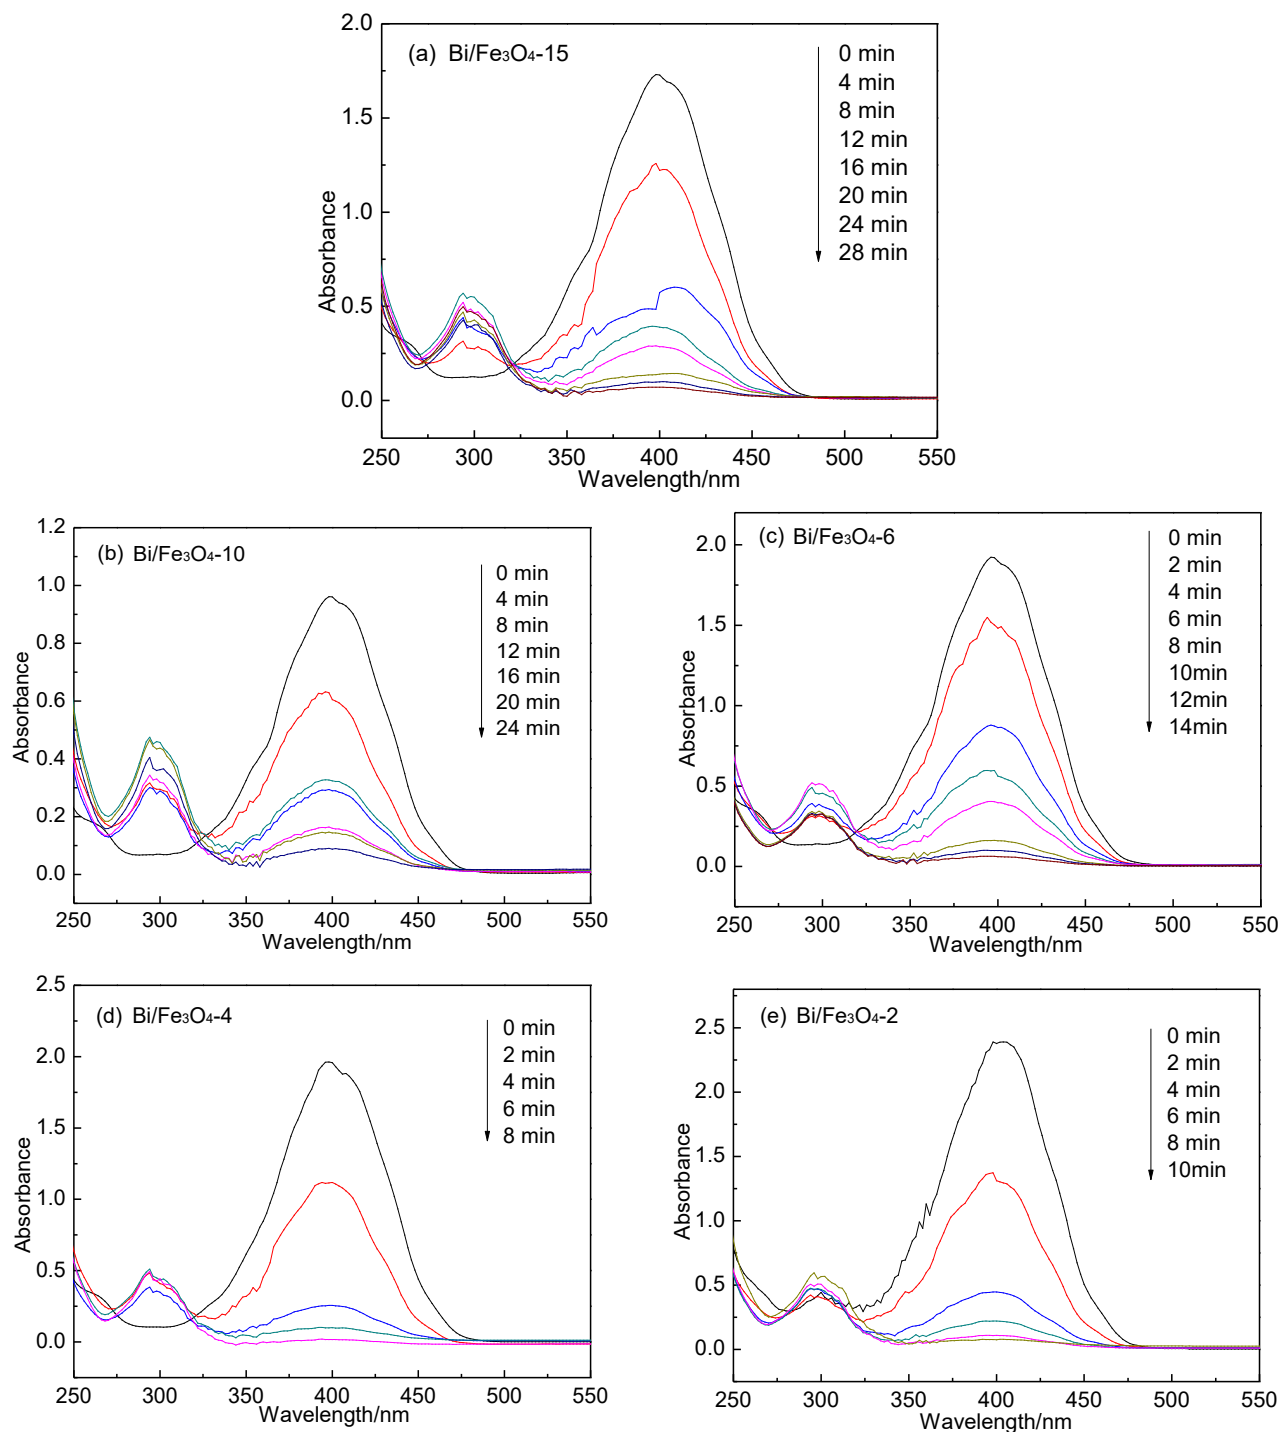 (a) Bi/Fe₃O₄-15
0 min
4 min
8 min
12 min
16 min
20 min
24 min
28 min
2.0
1.5
1.0
0.5
0.0
Absorbance
250 300 350 400 450 500 550
Wavelength/nm
(b) Bi/Fe₃O₄-10
0 min
4 min
8 min
12 min
16 min
20 min
24 min
1.2
1.0
0.8
0.6
0.4
0.2
0.0
Absorbance
250 300 350 400 450 500 550
Wavelength/nm
(c) Bi/Fe₃O₄-6
0 min
2 min
4 min
6 min
8 min
10min
12min
14min
2.0
1.5
1.0
0.5
0.0
Absorbance
250 300 350 400 450 500 550
Wavelength/nm
(d) Bi/Fe₃O₄-4
0 min
2 min
4 min
6 min
8 min
2.5
2.0
1.5
1.0
0.5
0.0
Absorbance
250 300 350 400 450 500 550
Wavelength/nm
(e) Bi/Fe₃O₄-2
0 min
2 min
4 min
6 min
8 min
10min
2.5
2.0
1.5
1.0
0.5
0.0
Absorbance
250 300 350 400 450 500 550
Wavelength/nm